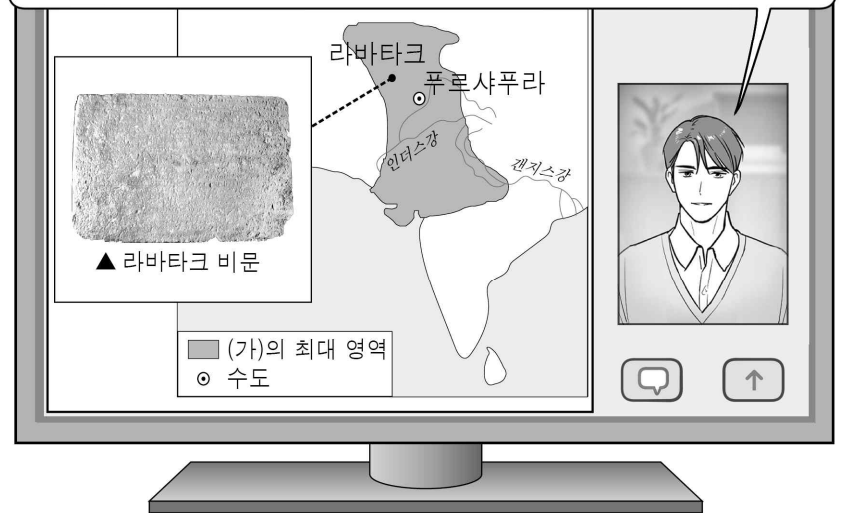 라바타크
푸르샤푸라
인더스강
갠지스강
▲ 라바타크 비문
(가)의 최대 영역
수도